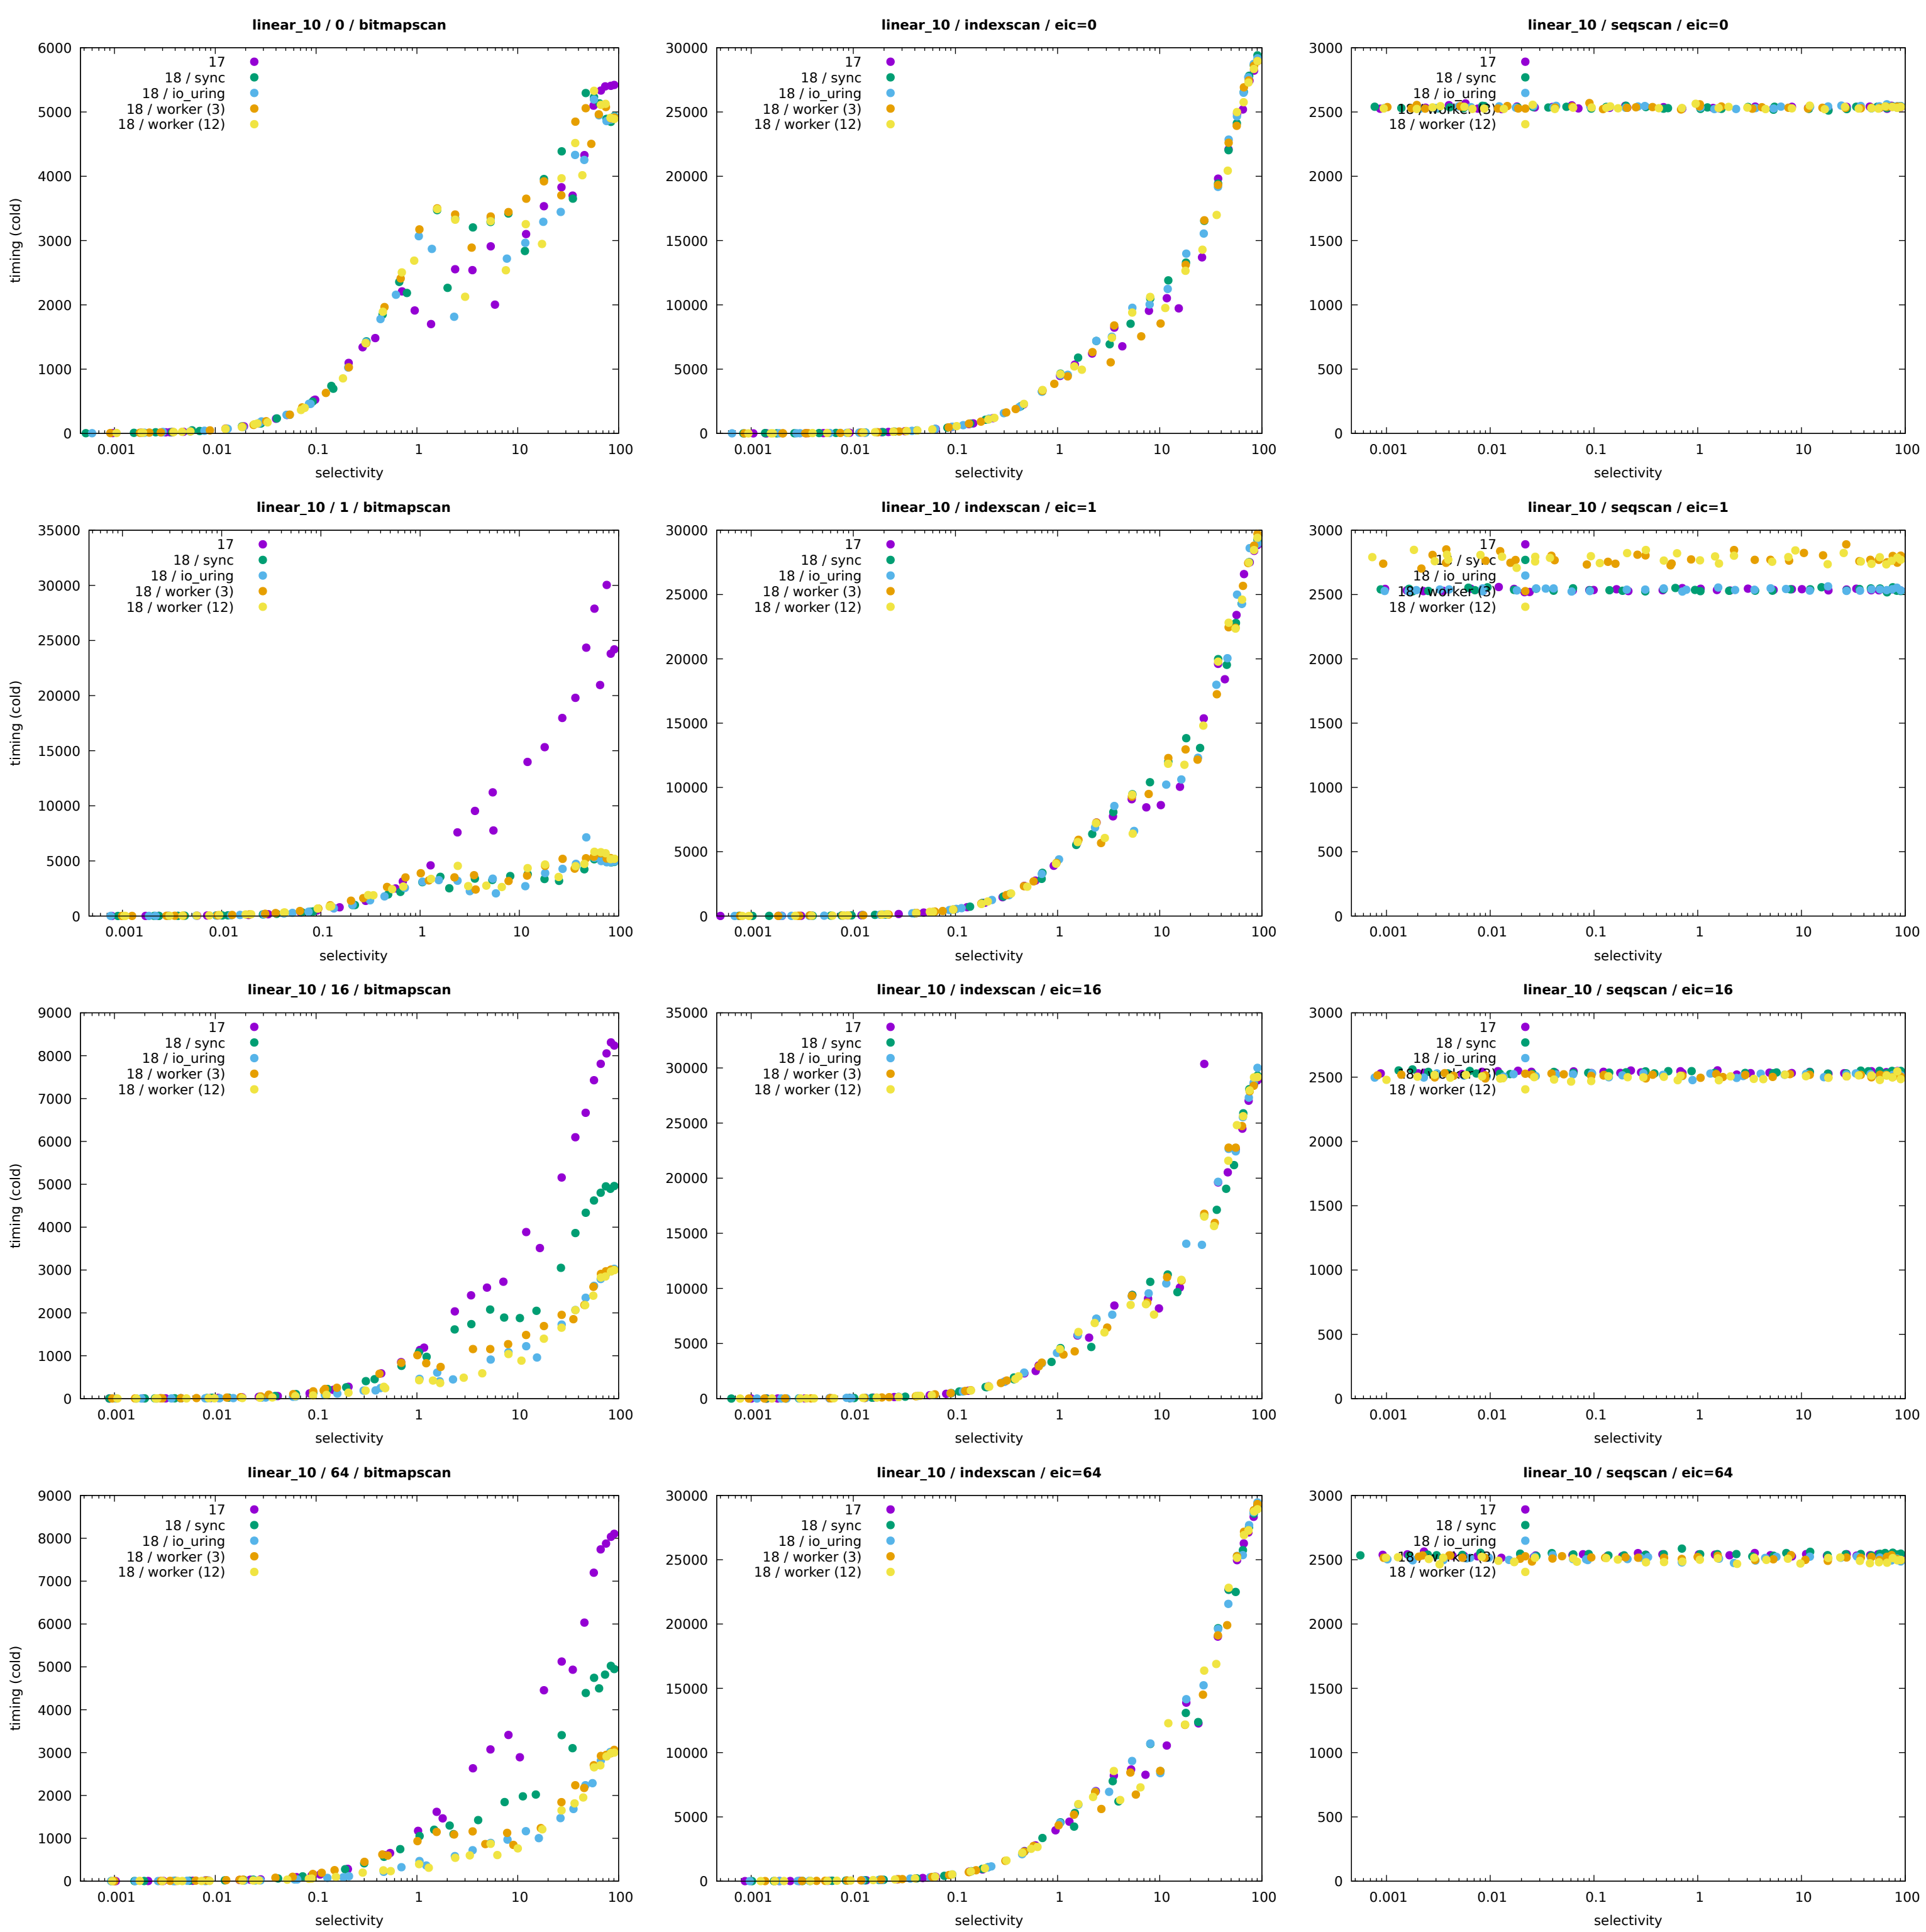 linear_10 / 0 / bitmapscan
timing (cold)
6000
5000
4000
3000
2000
1000
0
17
18 / sync
18 / io_uring
18 / worker (3)
18 / worker (12)
0.001 0.01 0.1 1 10 100
selectivity
linear_10 / indexscan / eic=0
30000
25000
20000
15000
10000
5000
0
17
18 / sync
18 / io_uring
18 / worker (3)
18 / worker (12)
0.001 0.01 0.1 1 10 100
selectivity
linear_10 / seqscan / eic=0
3000
2500
2000
1500
1000
500
0
17
18 / sync
18 / io_uring
18 / worker (3)
18 / worker (12)
0.001 0.01 0.1 1 10 100
selectivity
linear_10 / 1 / bitmapscan
timing (cold)
35000
30000
25000
20000
15000
10000
5000
0
17
18 / sync
18 / io_uring
18 / worker (3)
18 / worker (12)
0.001 0.01 0.1 1 10 100
selectivity
linear_10 / indexscan / eic=1
30000
25000
20000
15000
10000
5000
0
17
18 / sync
18 / io_uring
18 / worker (3)
18 / worker (12)
0.001 0.01 0.1 1 10 100
selectivity
linear_10 / seqscan / eic=1
3000
2500
2000
1500
1000
500
0
17
18 / sync
18 / io_uring
18 / worker (3)
18 / worker (12)
0.001 0.01 0.1 1 10 100
selectivity
linear_10 / 16 / bitmapscan
timing (cold)
9000
8000
7000
6000
5000
4000
3000
2000
1000
0
17
18 / sync
18 / io_uring
18 / worker (3)
18 / worker (12)
0.001 0.01 0.1 1 10 100
selectivity
linear_10 / indexscan / eic=16
35000
30000
25000
20000
15000
10000
5000
0
17
18 / sync
18 / io_uring
18 / worker (3)
18 / worker (12)
0.001 0.01 0.1 1 10 100
selectivity
linear_10 / seqscan / eic=16
3000
2500
2000
1500
1000
500
0
17
18 / sync
18 / io_uring
18 / worker (3)
18 / worker (12)
0.001 0.01 0.1 1 10 100
selectivity
linear_10 / 64 / bitmapscan
timing (cold)
9000
8000
7000
6000
5000
4000
3000
2000
1000
0
17
18 / sync
18 / io_uring
18 / worker (3)
18 / worker (12)
0.001 0.01 0.1 1 10 100
selectivity
linear_10 / indexscan / eic=64
30000
25000
20000
15000
10000
5000
0
17
18 / sync
18 / io_uring
18 / worker (3)
18 / worker (12)
0.001 0.01 0.1 1 10 100
selectivity
linear_10 / seqscan / eic=64
3000
2500
2000
1500
1000
500
0
17
18 / sync
18 / io_uring
18 / worker (3)
18 / worker (12)
0.001 0.01 0.1 1 10 100
selectivity